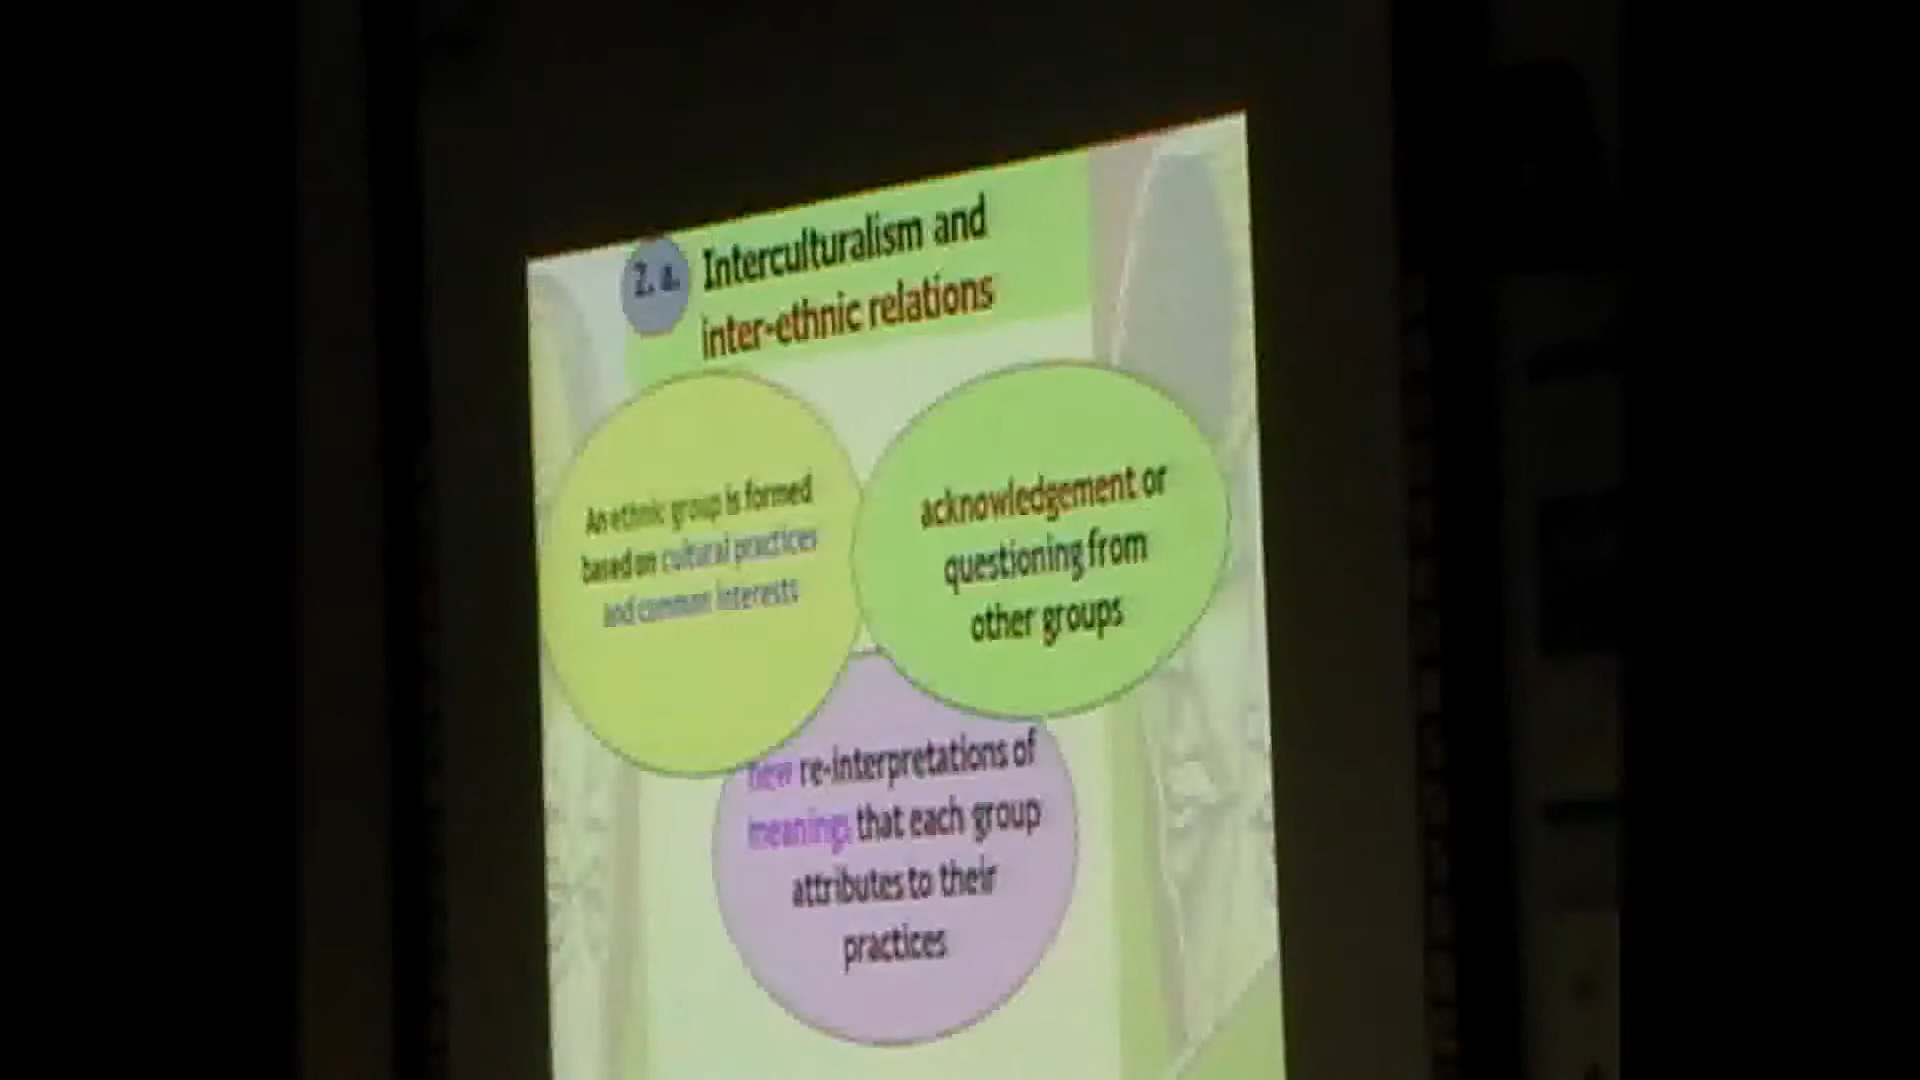 2. a.
Interculturalism and
inter-ethnic relations
An ethnic group is formed
based on cultural practices
and common interests
acknowledgement or
questioning from
other groups
new re-interpretations of
meanings that each group
attributes to their
practices